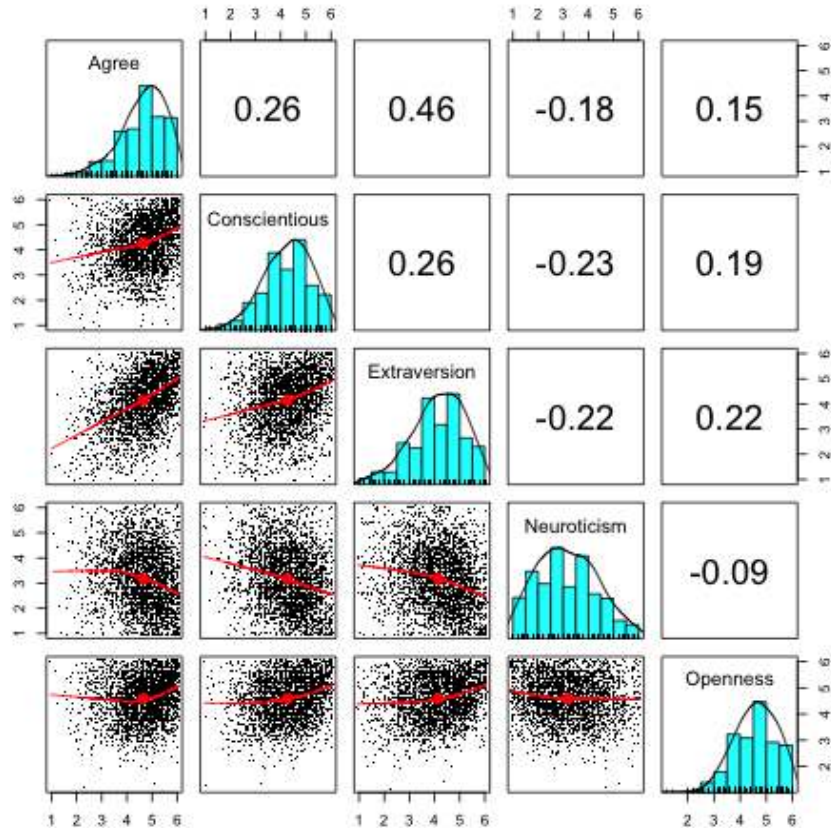 1 2 3 4 5 6
1 2 3 4 5 6
Agree
0.26
0.46
-0.18
0.15
1 2 3 4 5 6
1 2 3 4 5 6
Conscientious
0.26
-0.23
0.19
Extraversion
-0.22
0.22
1 2 3 4 5 6
1 2 3 4 5 6
Neuroticism
-0.09
Openness
2 3 4 5 6
1 2 3 4 5 6
1 2 3 4 5 6
2 3 4 5 6